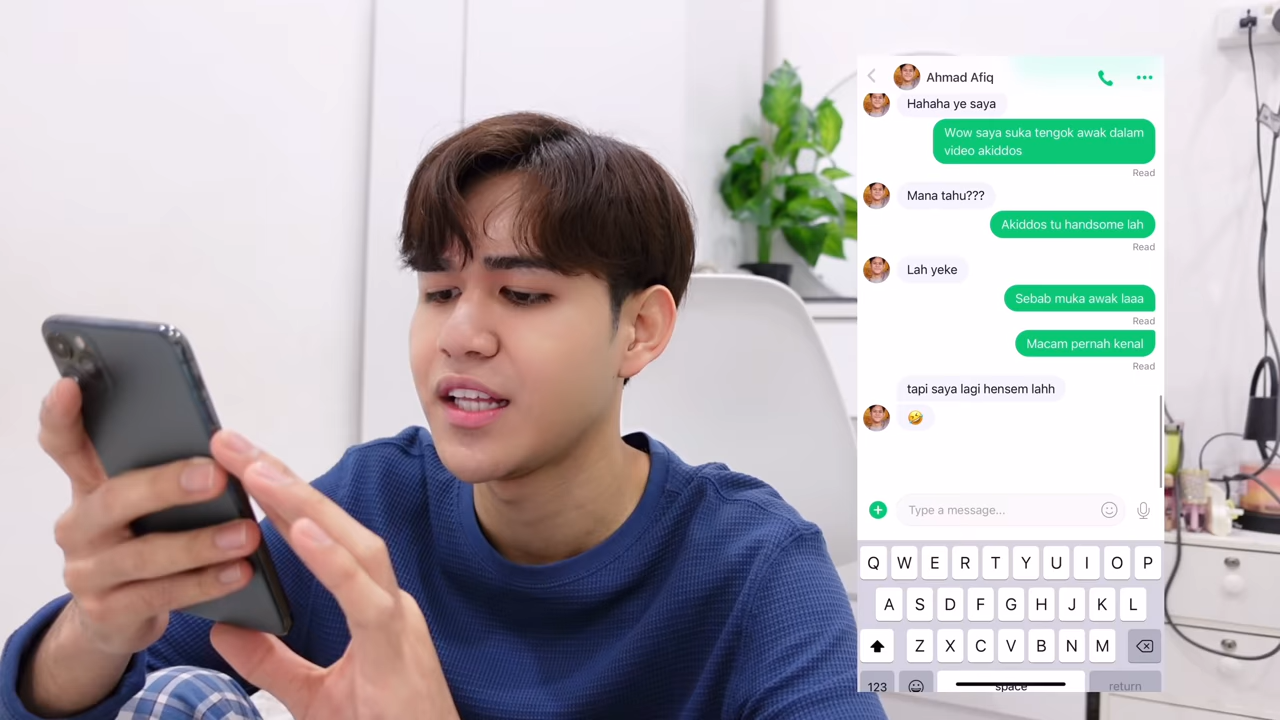 Ahmad Afiq
Hahaha ye saya
Wow saya suka tengok awak dalam
video akiddos
Read
Mana tahu???
Akiddos tu handsome lah
Read
Lah yeke
Sebab muka awak laaa
Read
Macam pernah kenal
Read
tapi saya lagi hensem lahh
🤣
Type a message...
Q W E R T Y U I O P
A S D F G H J K L
Z X C V B N M
123 space return